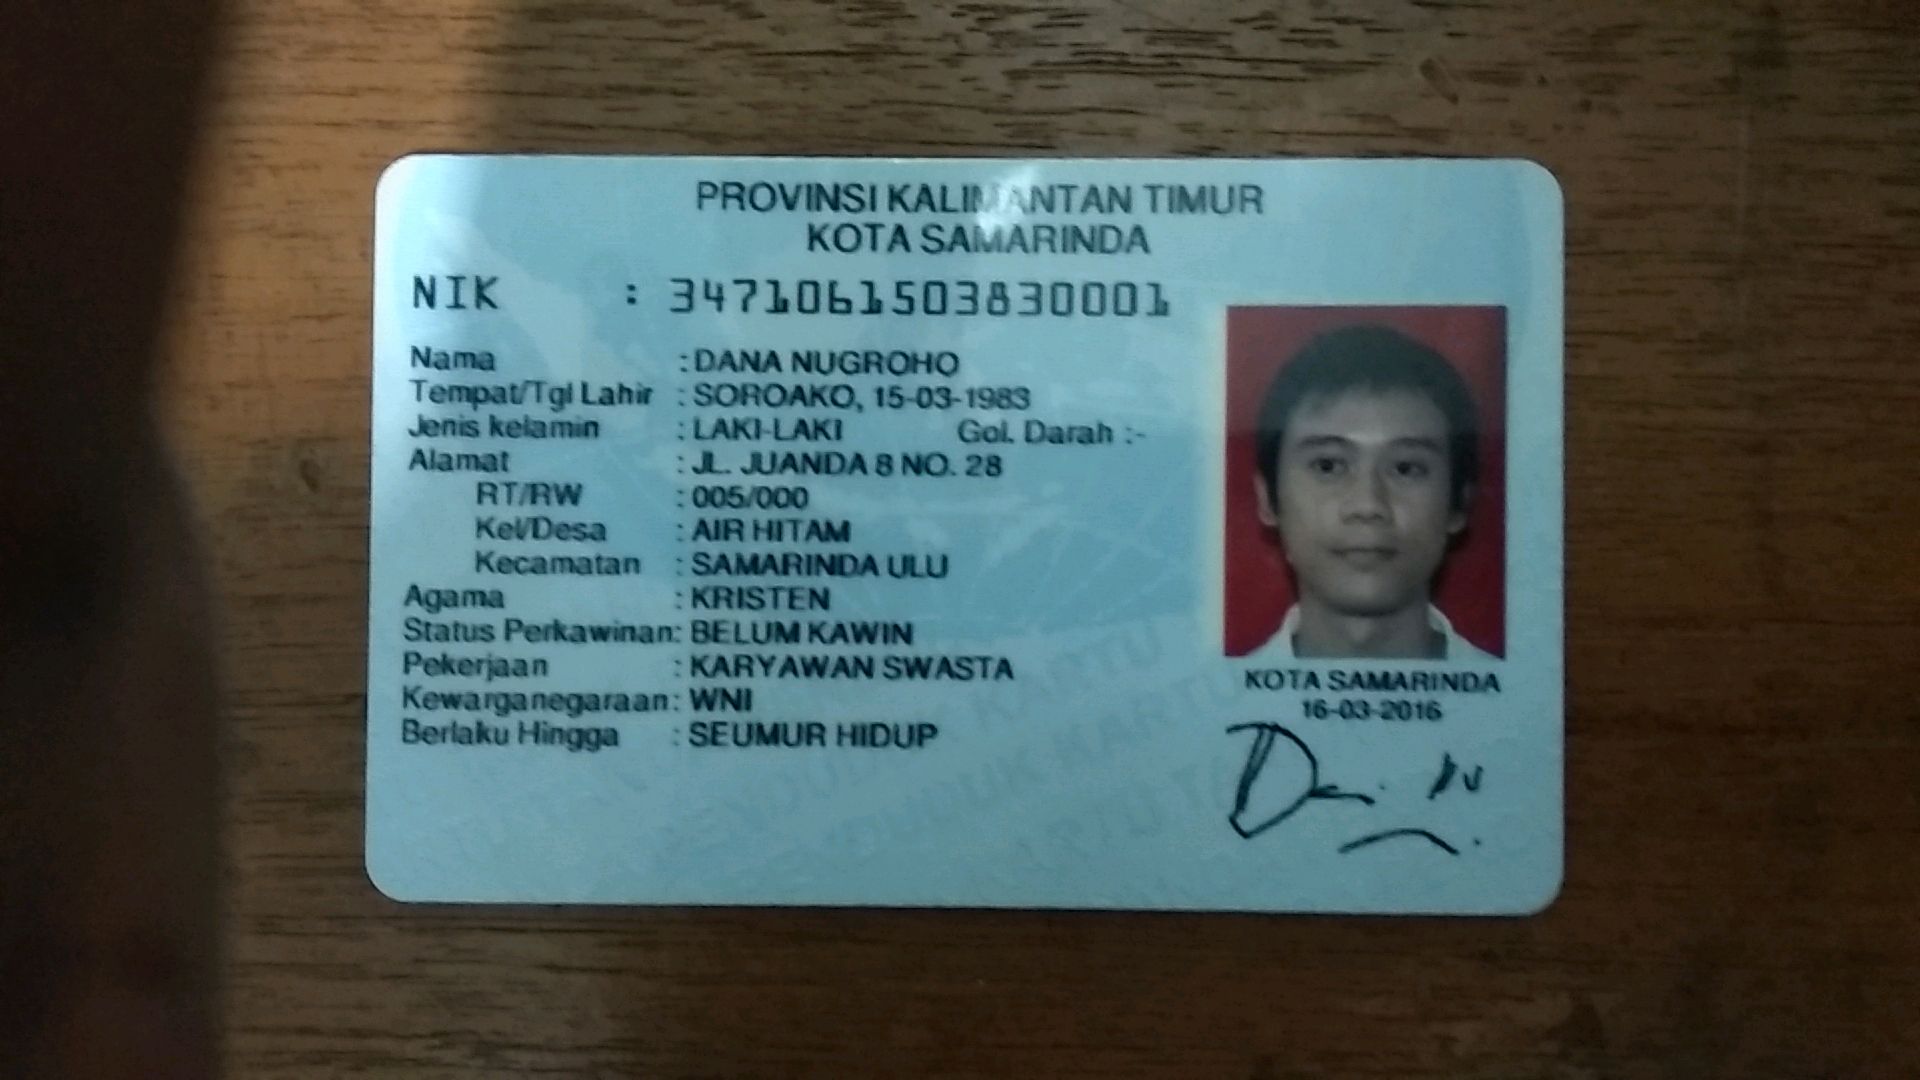 PROVINSI KALIMANTAN TIMUR
KOTA SAMARINDA
NIK : 3471061503830001
Nama : DANA NUGROHO
Tempat/Tgl Lahir : SOROAKO, 15-03-1983
Jenis kelamin : LAKI-LAKI Gol. Darah :-
Alamat : JL. JUANDA 8 NO. 28
RT/RW : 005/000
Kel/Desa : AIR HITAM
Kecamatan : SAMARINDA ULU
Agama : KRISTEN
Status Perkawinan: BELUM KAWIN
Pekerjaan : KARYAWAN SWASTA
Kewarganegaraan: WNI
Berlaku Hingga : SEUMUR HIDUP
KOTA SAMARINDA
16-03-2016